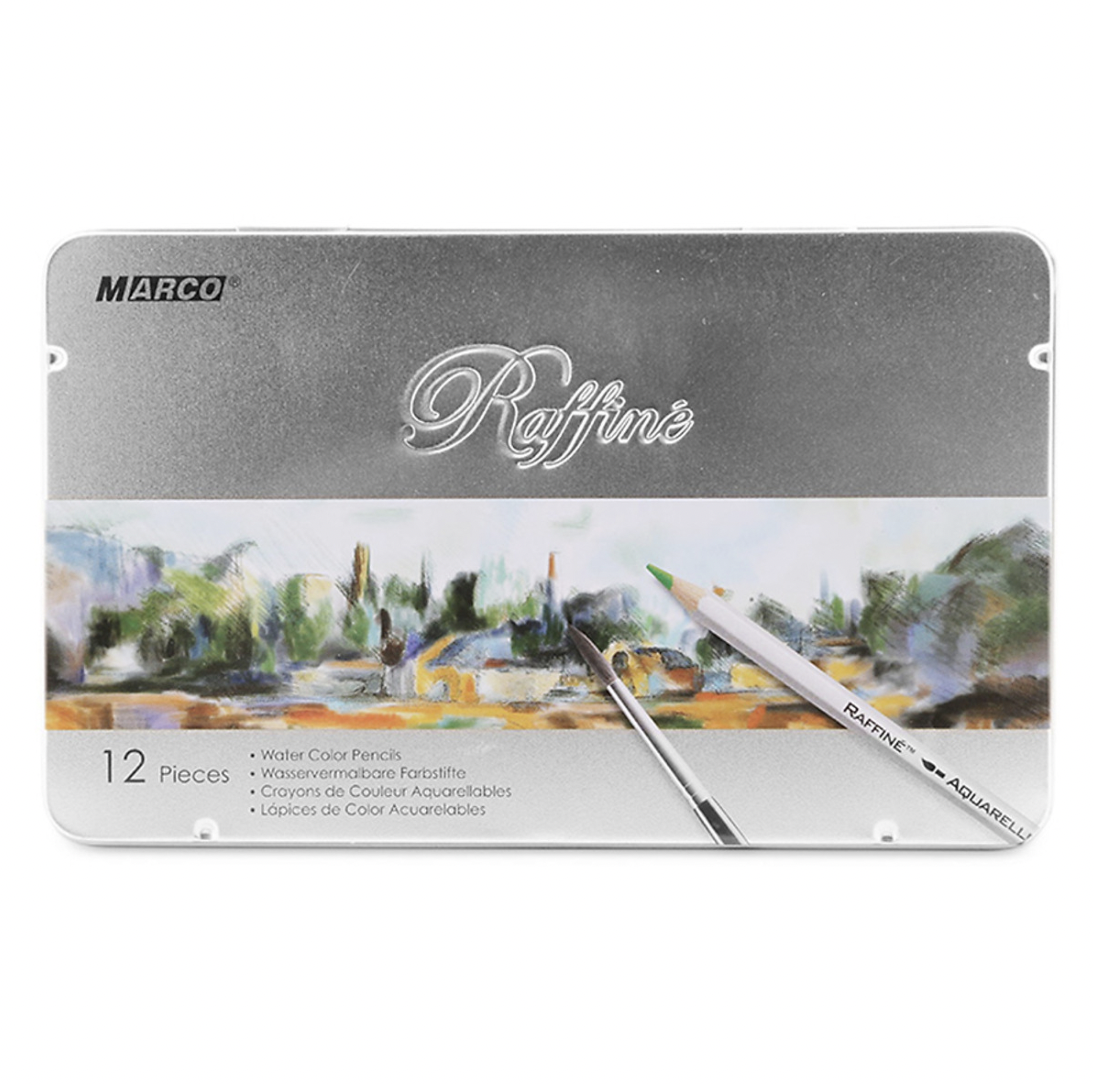 MARCO®
Raffiné
12 Pieces
• Water Color Pencils
• Wasservermalbare Farbstifte
• Crayons de Couleur Aquarellables
• Lápices de Color Acuarelables
RAFFINÉ™ AQUARELL